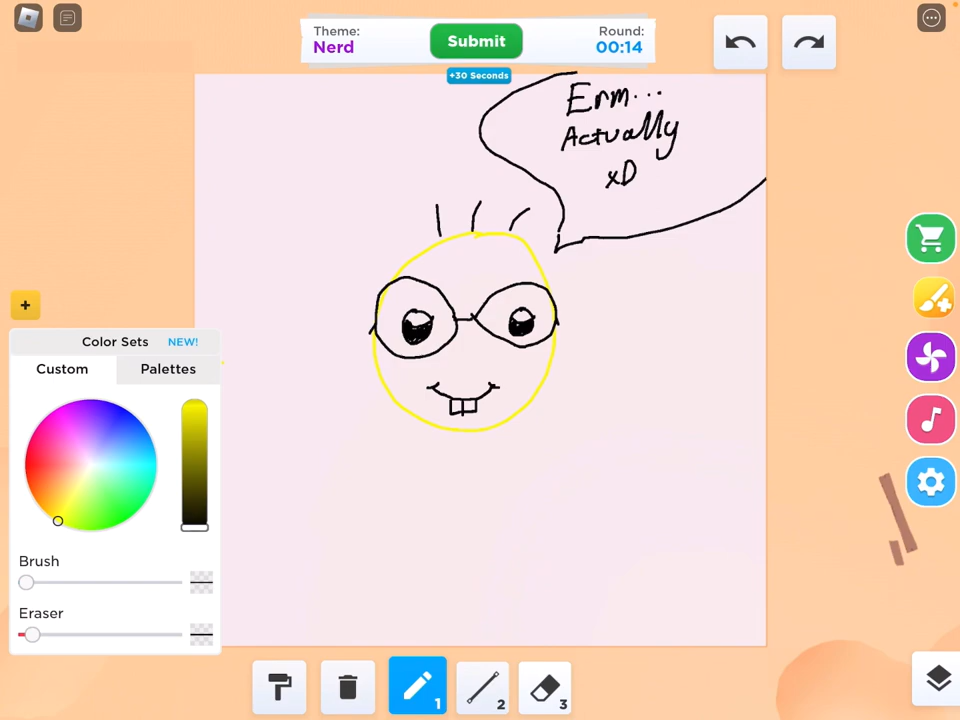 Theme:
Nerd
Submit
Round:
00:14
+30 Seconds
Erm...
Actually
xD
+
Color Sets NEW!
Custom Palettes
Brush
Eraser
1
2
3